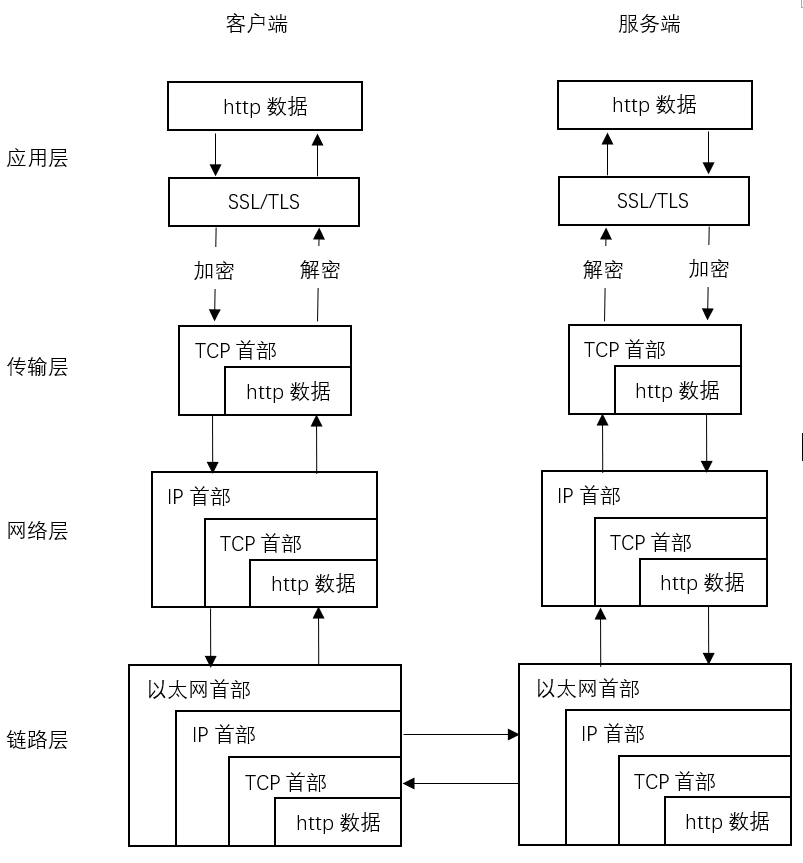 客户端 服务端
http 数据 http 数据
应用层
SSL/TLS SSL/TLS
加密 解密 解密 加密
TCP 首部 TCP 首部
传输层
http 数据 http 数据
IP 首部 IP 首部
网络层
TCP 首部 TCP 首部
http 数据 http 数据
以太网首部 以太网首部
IP 首部 IP 首部
链路层
TCP 首部 TCP 首部
http 数据 http 数据